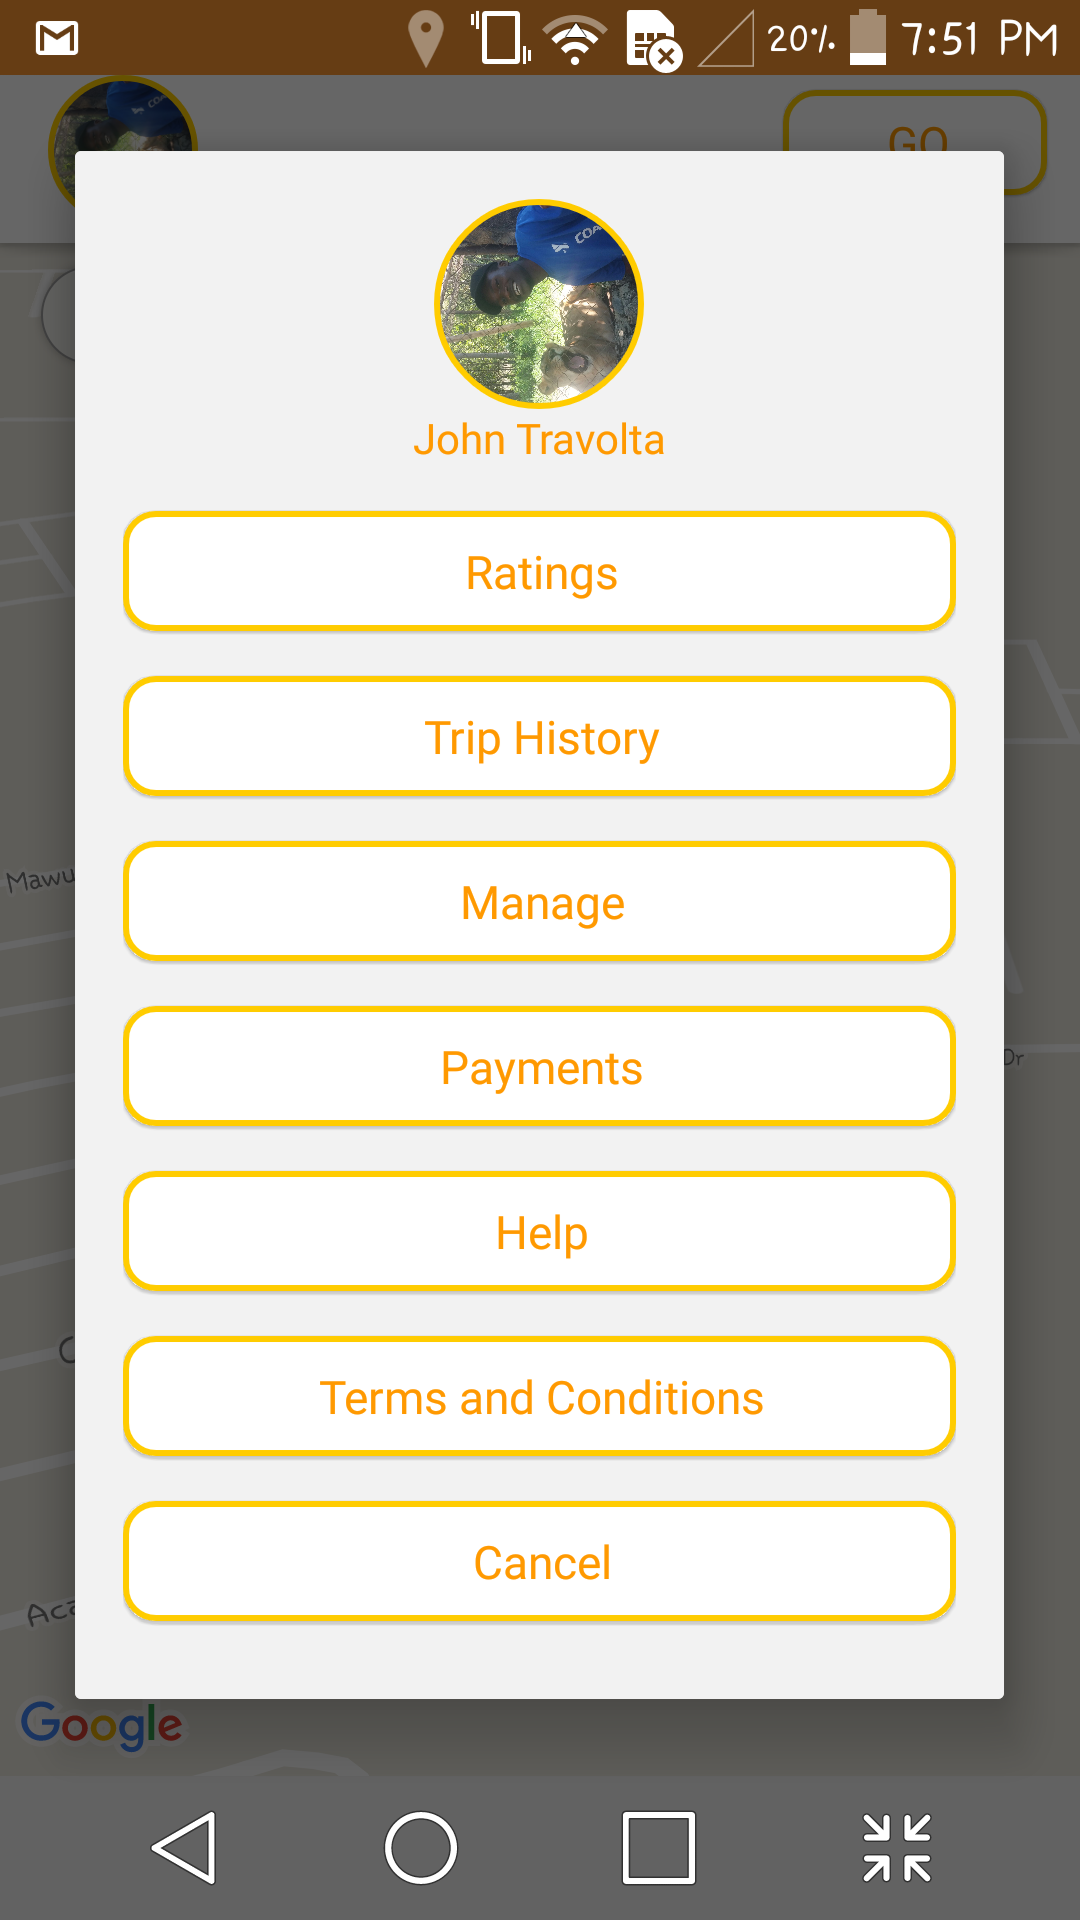 20% 7:51 PM
GO
John Travolta
Ratings
Trip History
Manage
Mawu
Payments
Dr
Help
Terms and Conditions
Cancel
Aca
Google